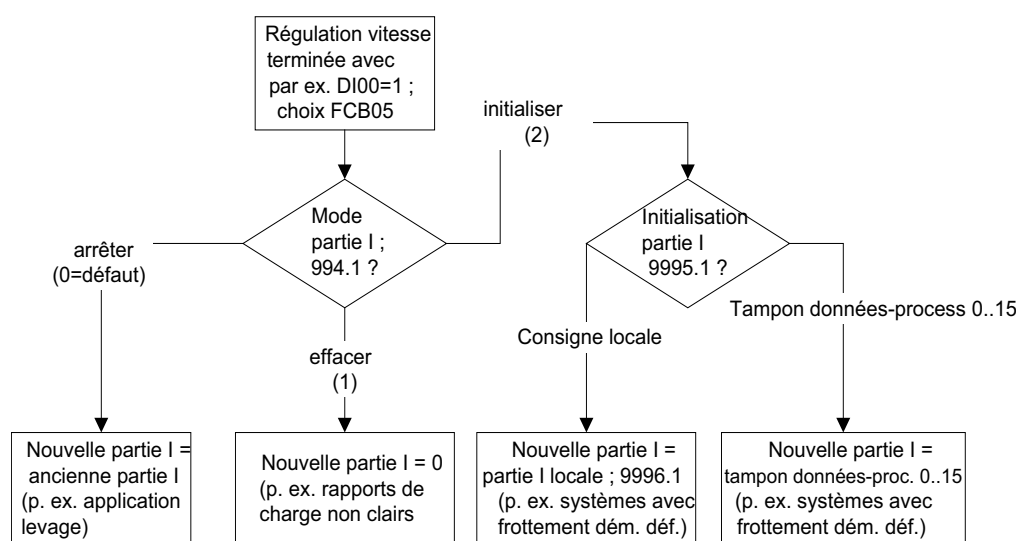 Régulation vitesse
terminée avec
par ex. DI00=1 ;
choix FCB05
initialiser
(2)
Mode
partie I ;
994.1 ?
Initialisation
partie I
9995.1 ?
arrêter
(0=défaut)
Tampon données-process 0..15
Consigne locale
effacer
(1)
Nouvelle partie I =
ancienne partie I
(p. ex. application
levage)
Nouvelle partie I = 0
(p. ex. rapports de
charge non clairs
Nouvelle partie I =
partie I locale ; 9996.1
(p. ex. systèmes avec
frottement dém. déf.)
Nouvelle partie I =
tampon données-proc. 0..15
(p. ex. systèmes avec
frottement dém. déf.)